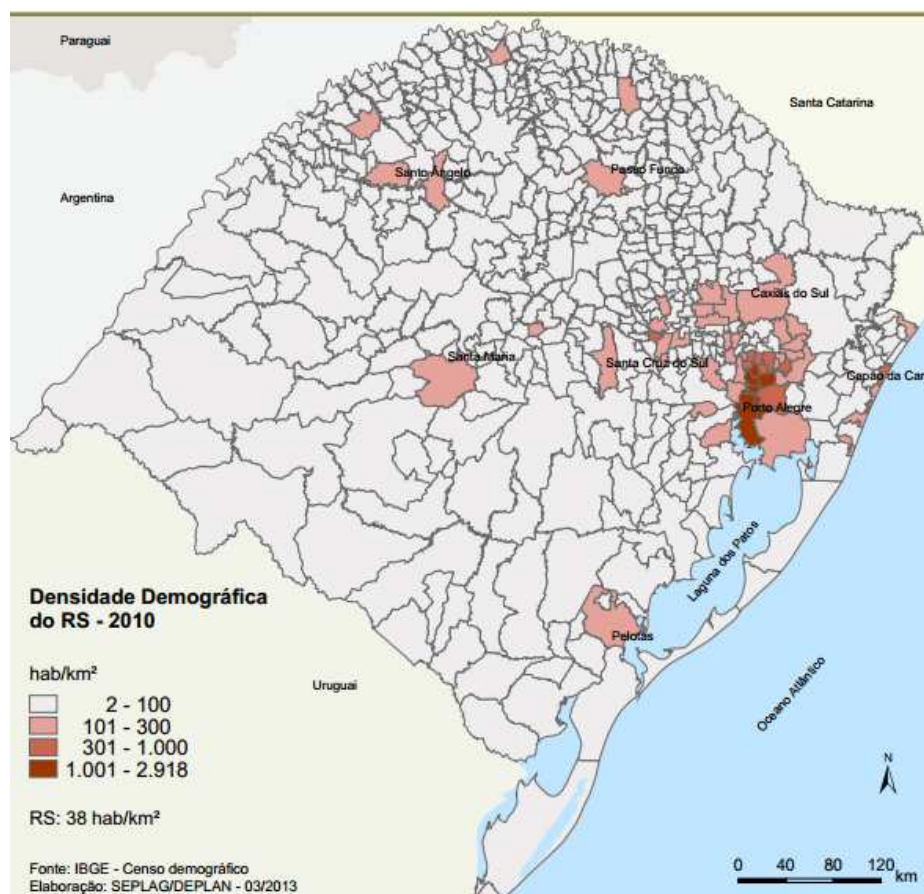 Paraguai
Santa Catarina
Argentina
Santo Ângelo
Passo Fundo
Caxias do Sul
Santa Maria
Santa Cruz do Sul
Capão da Can
Porto Alegre
Laguna dos Patos
Pelotas
Oceano Atlântico
Uruguai
Densidade Demográfica
do RS - 2010
hab/km²
2 - 100
101 - 300
301 - 1.000
1.001 - 2.918
RS: 38 hab/km²
Fonte: IBGE - Censo demográfico
Elaboração: SEPLAG/DEPLAN - 03/2013
N
0 40 80 120
km